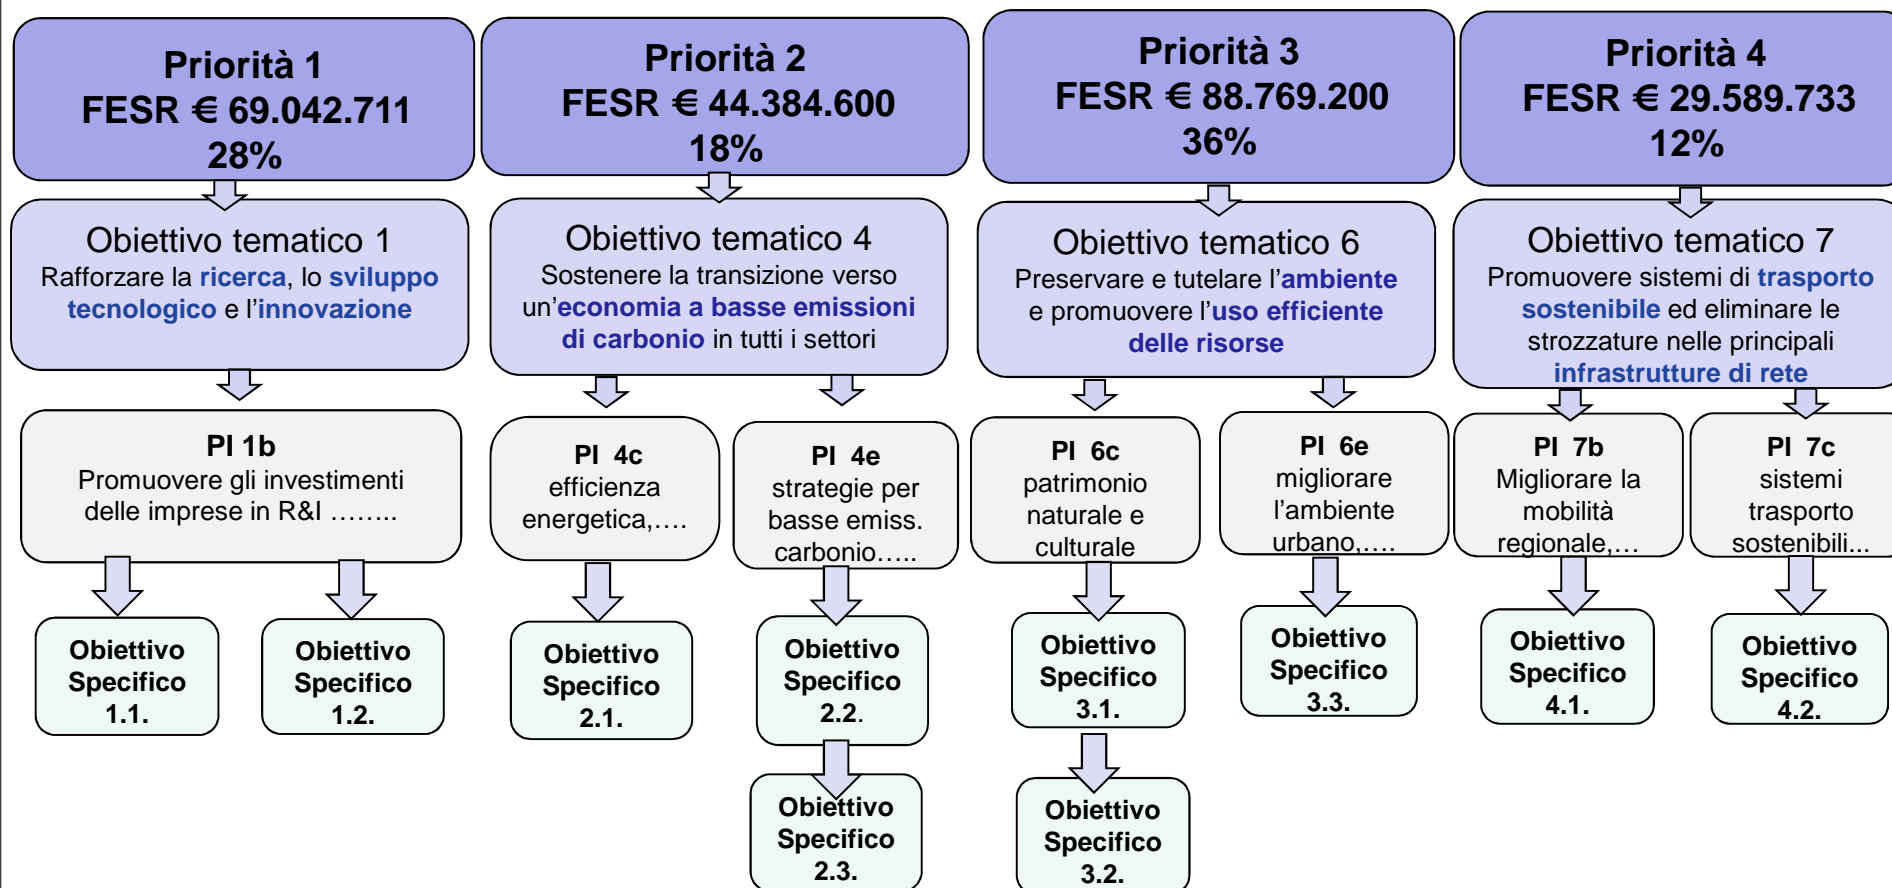 Priorità 1
FESR € 69.042.711
28%
Priorità 2
FESR € 44.384.600
18%
Priorità 3
FESR € 88.769.200
36%
Priorità 4
FESR € 29.589.733
12%
Obiettivo tematico 1
Rafforzare la ricerca, lo sviluppo
tecnologico e l’innovazione
Obiettivo tematico 4
Sostenere la transizione verso
un’economia a basse emissioni
di carbonio in tutti i settori
Obiettivo tematico 6
Preservare e tutelare l’ambiente
e promuovere l’uso efficiente
delle risorse
Obiettivo tematico 7
Promuovere sistemi di trasporto
sostenibile ed eliminare le
strozzature nelle principali
infrastrutture di rete
PI 1b
Promuovere gli investimenti
delle imprese in R&I ……..
PI 4c
efficienza
energetica,….
PI 4e
strategie per
basse emiss.
carbonio…..
PI 6c
patrimonio
naturale e
culturale
PI 6e
migliorare
l’ambiente
urbano,….
PI 7b
Migliorare la
mobilità
regionale,…
PI 7c
sistemi
trasporto
sostenibili...
Obiettivo
Specifico
1.1.
Obiettivo
Specifico
1.2.
Obiettivo
Specifico
2.1.
Obiettivo
Specifico
2.2.
Obiettivo
Specifico
3.1.
Obiettivo
Specifico
3.3.
Obiettivo
Specifico
4.1.
Obiettivo
Specifico
4.2.
Obiettivo
Specifico
2.3.
Obiettivo
Specifico
3.2.